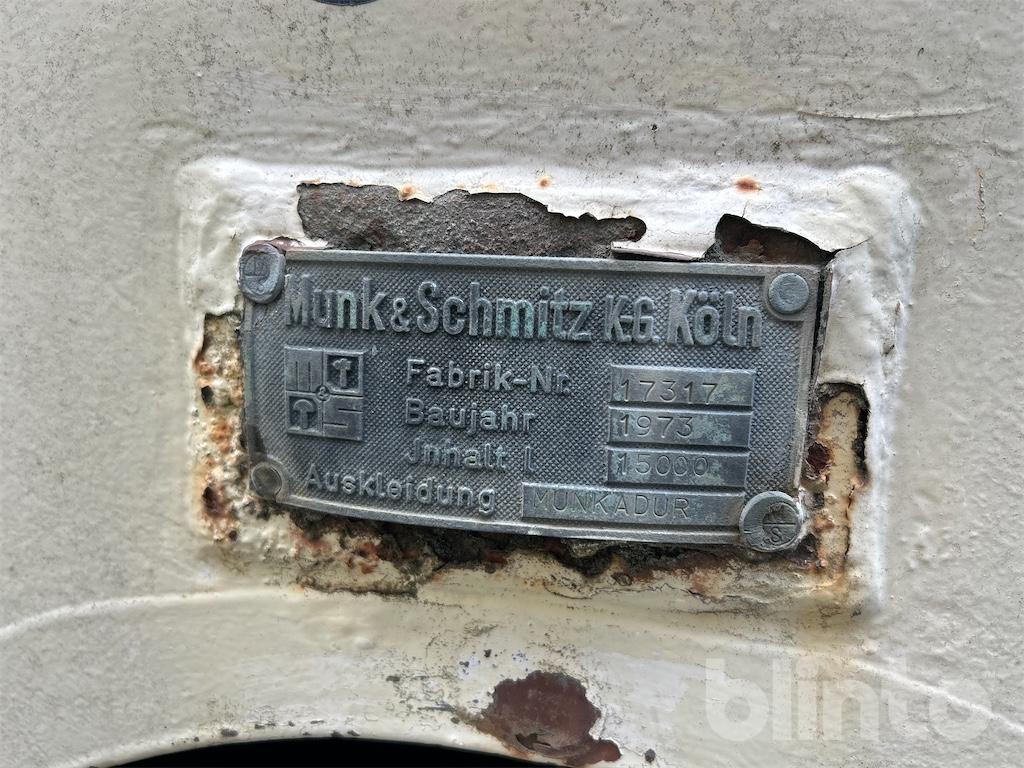 Munk & Schmitz K-G. Köln
M & S
Fabrik-Nr. 17317
Baujahr 1973
Jnhalt l 15000
Auskleidung MUNKADUR
blinto